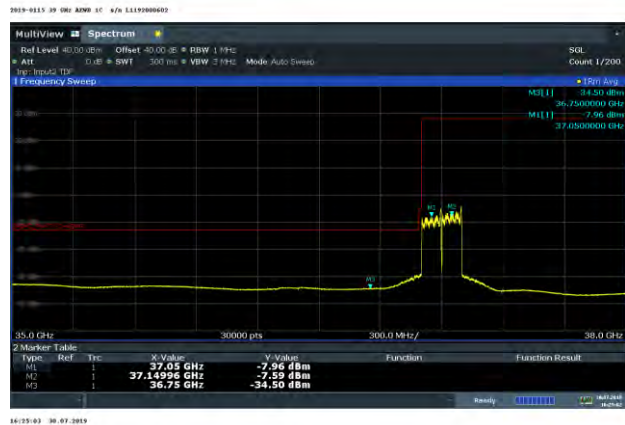 2019-0115 39 GHz AZWB 1C s/n L1192000602
MultiView Spectrum
Ref Level 40.00 dBm Offset 40.00 dB RBW 1 MHz SGL
Att 0 dB SWT 300 ms VBW 3 MHz Mode Auto Sweep Count 1/200
Inp: Input2 TDF
1 Frequency Sweep 1Rm Avg
M3[1] -34.50 dBm
36.7500000 GHz
M1[1] -7.96 dBm
37.0500000 GHz
M3
35.0 GHz 30000 pts 300.0 MHz/ 38.0 GHz
2 Marker Table
Type Ref Trc X-Value Y-Value Function Function Result
M1 1 37.05 GHz -7.96 dBm
M2 1 37.14996 GHz -7.59 dBm
M3 1 36.75 GHz -34.50 dBm
Ready
16:25:03 30.07.2019